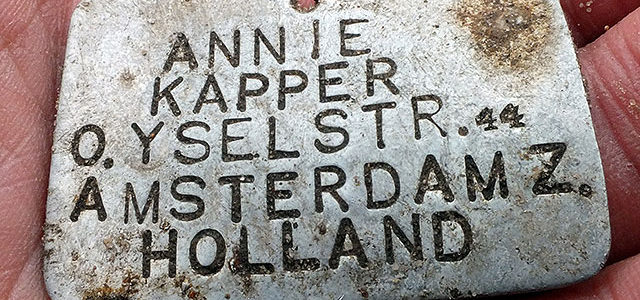 ANNIE
KAPPER
O. YSELSTR. 44
AMSTERDAM Z.
HOLLAND